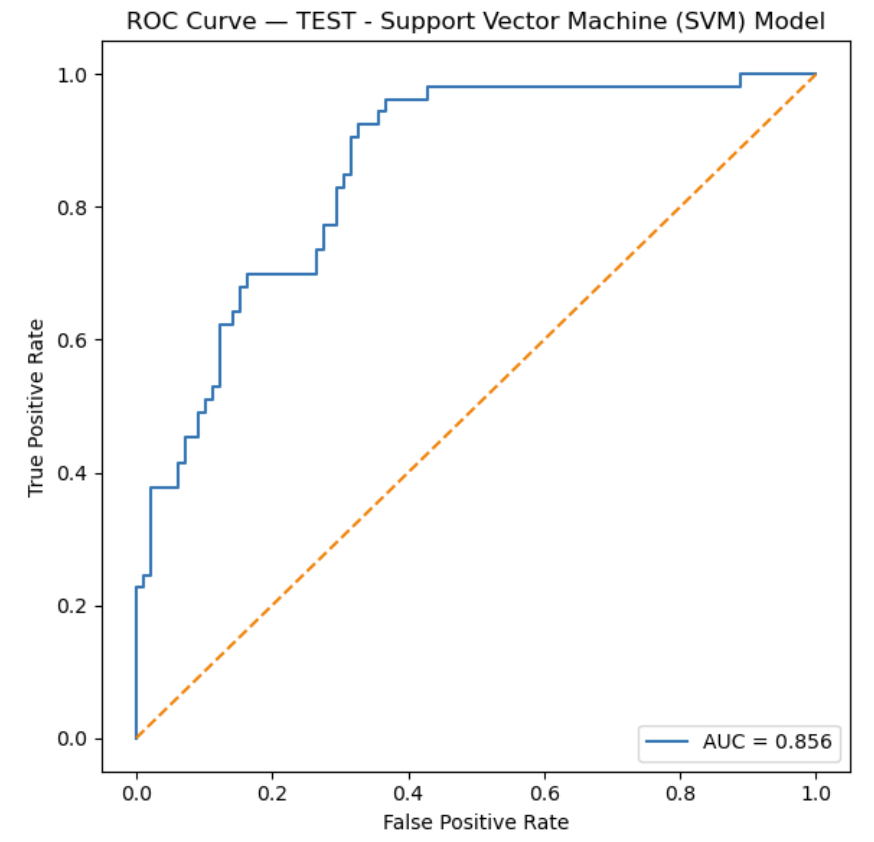 ROC Curve — TEST - Support Vector Machine (SVM) Model
True Positive Rate
1.0
0.8
0.6
0.4
0.2
0.0
AUC = 0.856
0.0 0.2 0.4 0.6 0.8 1.0
False Positive Rate